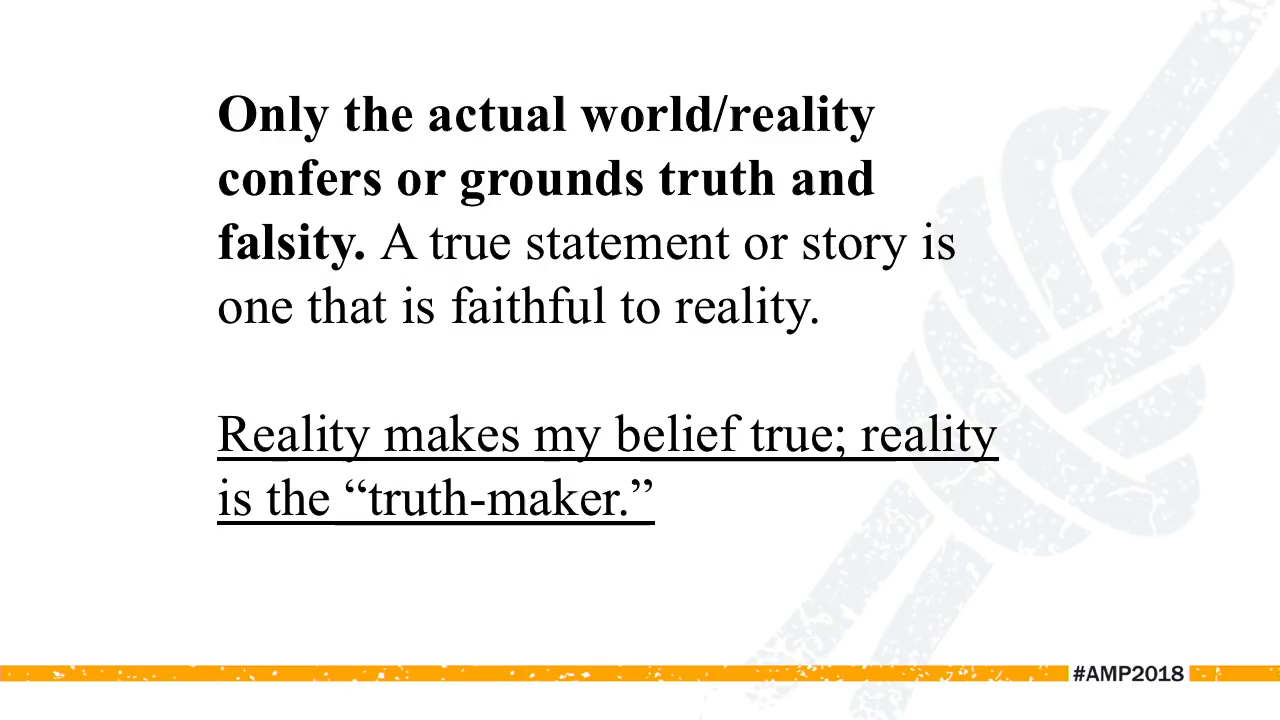 Only the actual world/reality
confers or grounds truth and
falsity. A true statement or story is
one that is faithful to reality.
Reality makes my belief true; reality
is the “truth-maker.”
#AMP2018